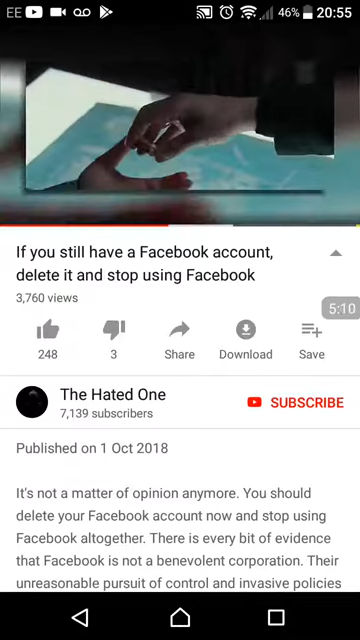 EE 46% 20:55
If you still have a Facebook account,
delete it and stop using Facebook
3,760 views
5:10
248 3 Share Download Save
The Hated One
7,139 subscribers
SUBSCRIBE
Published on 1 Oct 2018
It's not a matter of opinion anymore. You should
delete your Facebook account now and stop using
Facebook altogether. There is every bit of evidence
that Facebook is not a benevolent corporation. Their
unreasonable pursuit of control and invasive policies